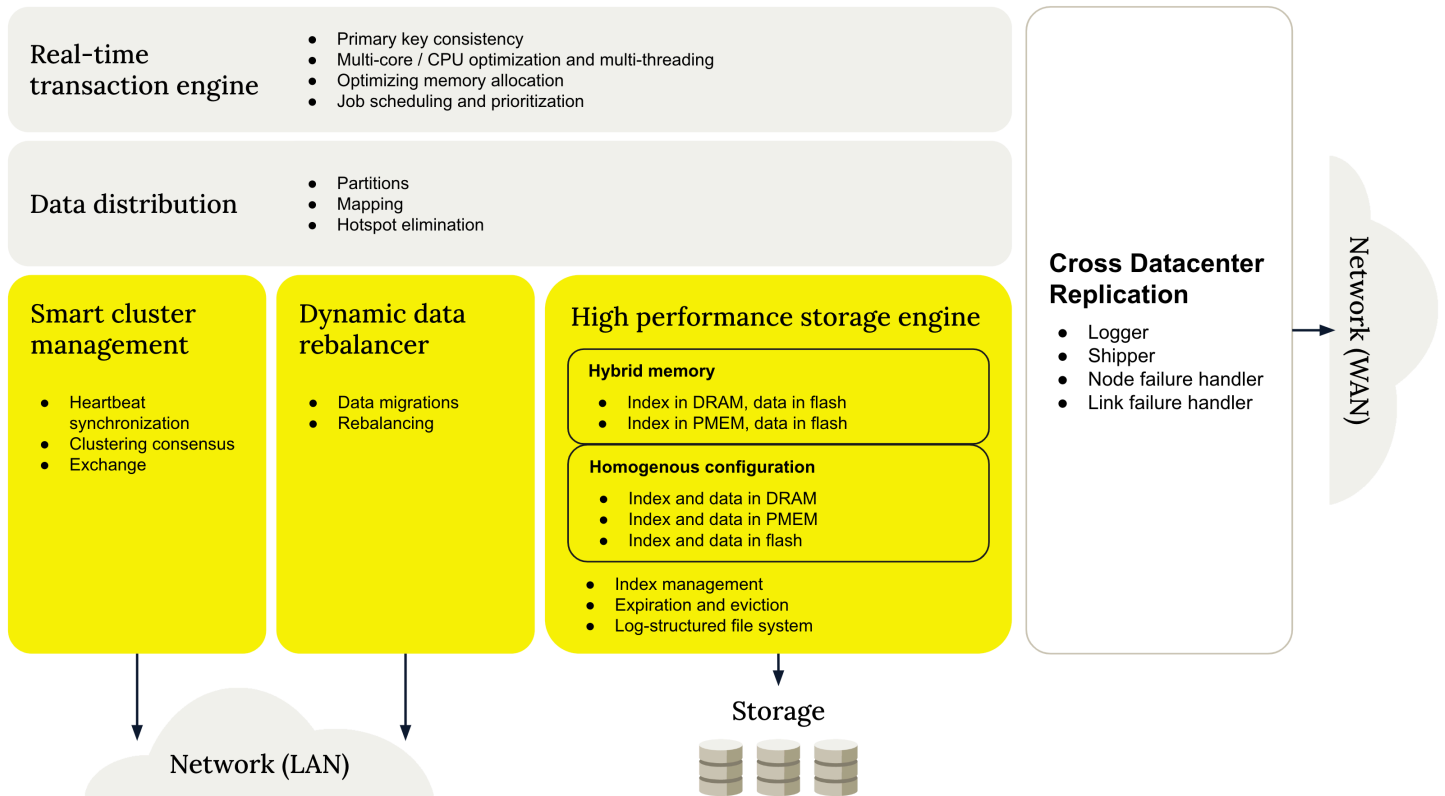 Real-time
transaction engine
● Primary key consistency
● Multi-core / CPU optimization and multi-threading
● Optimizing memory allocation
● Job scheduling and prioritization
Data distribution
● Partitions
● Mapping
● Hotspot elimination
Smart cluster
management
● Heartbeat
synchronization
● Clustering consensus
● Exchange
Dynamic data
rebalancer
● Data migrations
● Rebalancing
High performance storage engine
Hybrid memory
● Index in DRAM, data in flash
● Index in PMEM, data in flash
Homogenous configuration
● Index and data in DRAM
● Index and data in PMEM
● Index and data in flash
● Index management
● Expiration and eviction
● Log-structured file system
Cross Datacenter
Replication
● Logger
● Shipper
● Node failure handler
● Link failure handler
Network (WAN)
Network (LAN)
Storage